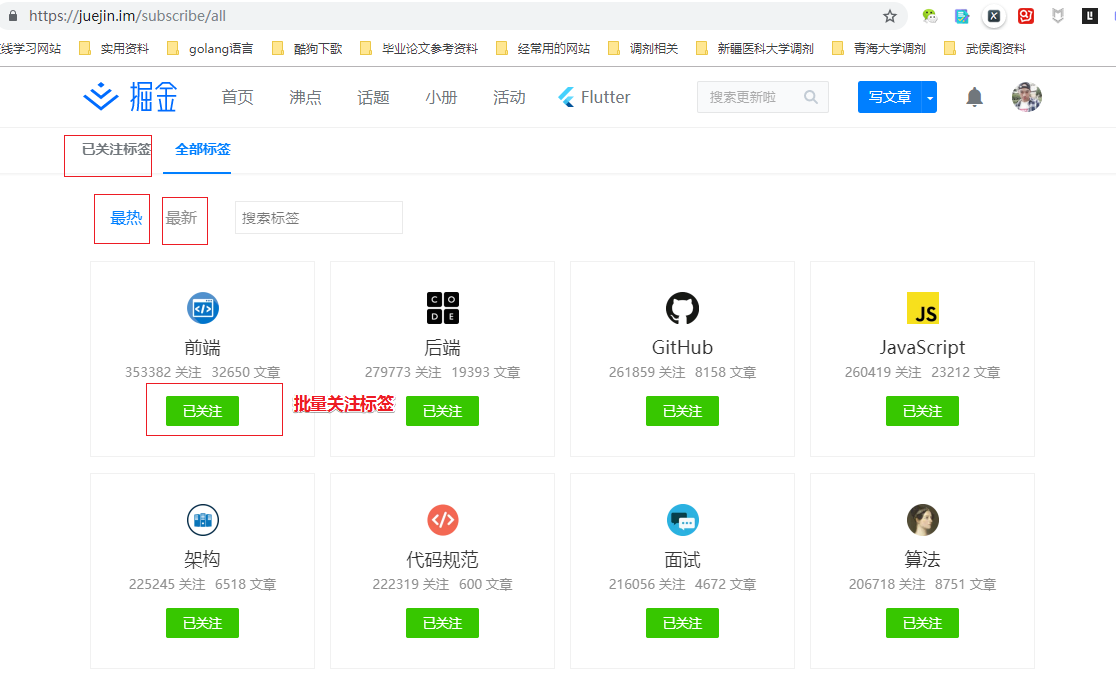 https://juejin.im/subscribe/all
线学习网站 实用资料 golang语言 酷狗下歌 毕业论文参考资料 经常用的网站 调剂相关 新疆医科大学调剂 青海大学调剂 武侯阁资料
掘金 首页 沸点 话题 小册 活动 Flutter 搜索更新啦 写文章
已关注标签 全部标签
最热 最新 搜索标签
CODE JS
前端 后端 GitHub JavaScript
353382 关注 32650 文章 279773 关注 19393 文章 261859 关注 8158 文章 260419 关注 23212 文章
已关注 批量关注标签 已关注 已关注 已关注
架构 代码规范 面试 算法
225245 关注 6518 文章 222319 关注 600 文章 216056 关注 4672 文章 206718 关注 8751 文章
已关注 已关注 已关注 已关注